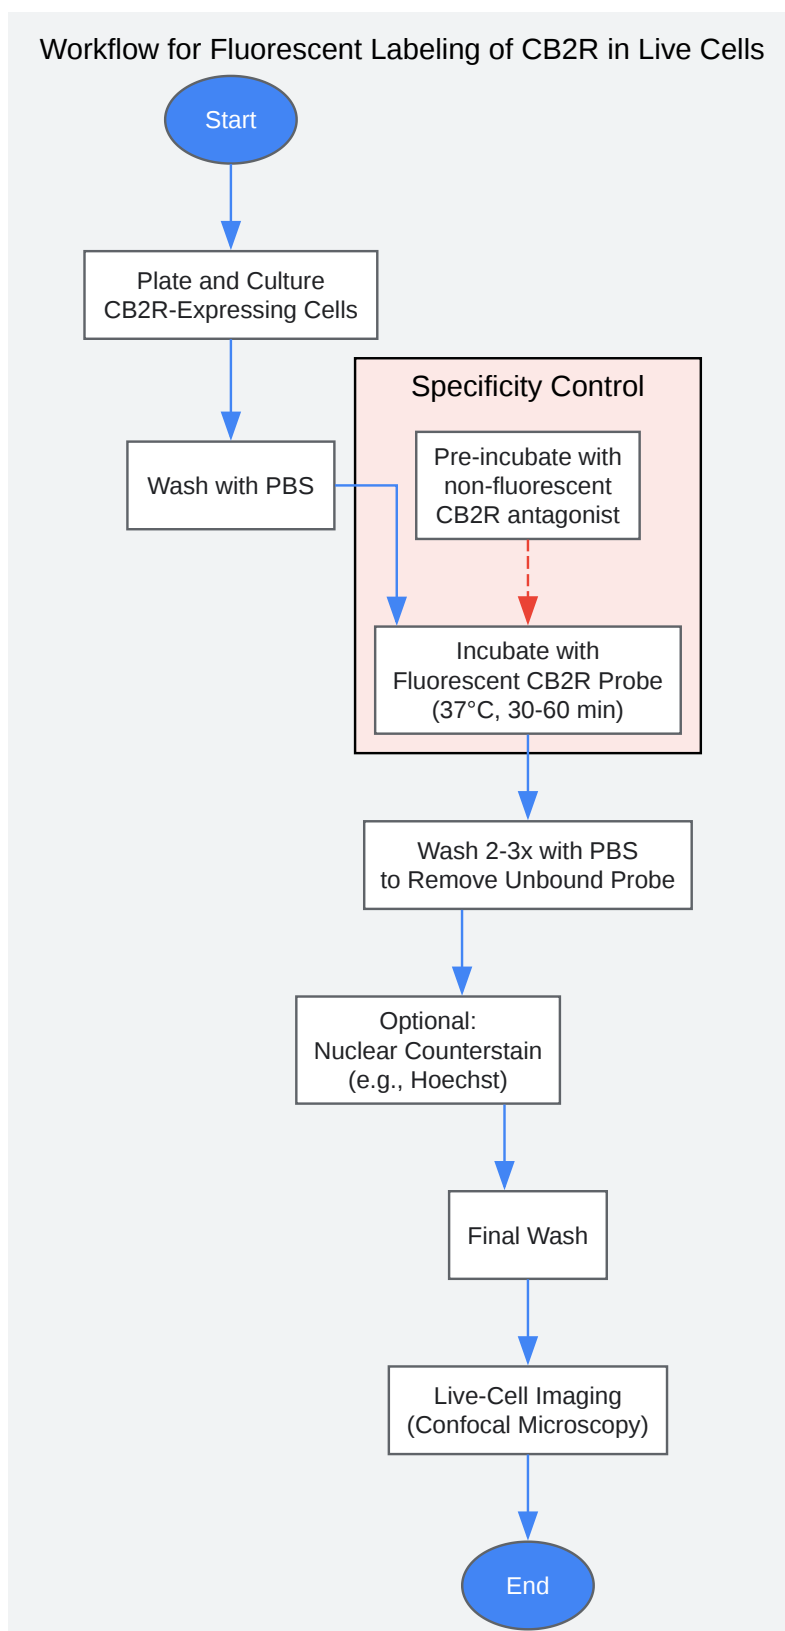 Workflow for Fluorescent Labeling of CB2R in Live Cells
Start
Plate and Culture
CB2R-Expressing Cells
Wash with PBS
Specificity Control
Pre-incubate with
non-fluorescent
CB2R antagonist
Incubate with
Fluorescent CB2R Probe
(37°C, 30-60 min)
Wash 2-3x with PBS
to Remove Unbound Probe
Optional:
Nuclear Counterstain
(e.g., Hoechst)
Final Wash
Live-Cell Imaging
(Confocal Microscopy)
End